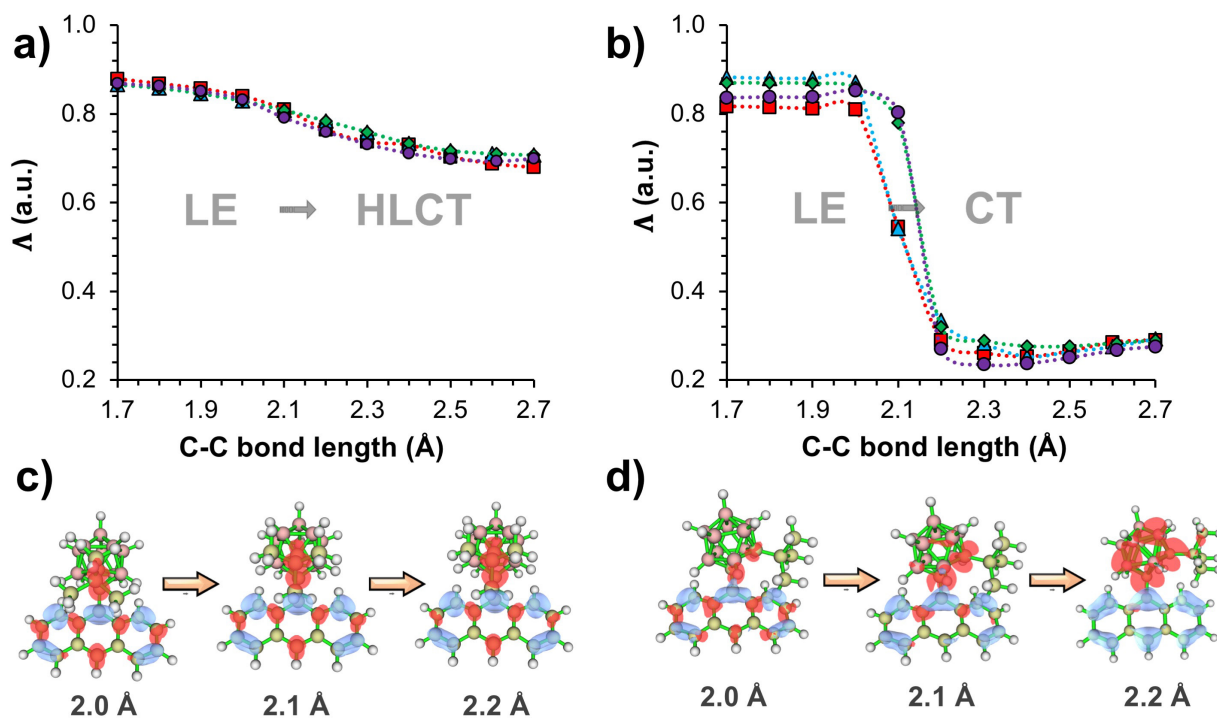 a)
1.0
0.8
0.6
0.4
0.2
Λ (a.u.)
LE
HLCT
1.7 1.9 2.1 2.3 2.5 2.7
C-C bond length (Å)
b)
1.0
0.8
0.6
0.4
0.2
Λ (a.u.)
LE
CT
1.7 1.9 2.1 2.3 2.5 2.7
C-C bond length (Å)
c)
2.0 Å
2.1 Å
2.2 Å
d)
2.0 Å
2.1 Å
2.2 Å